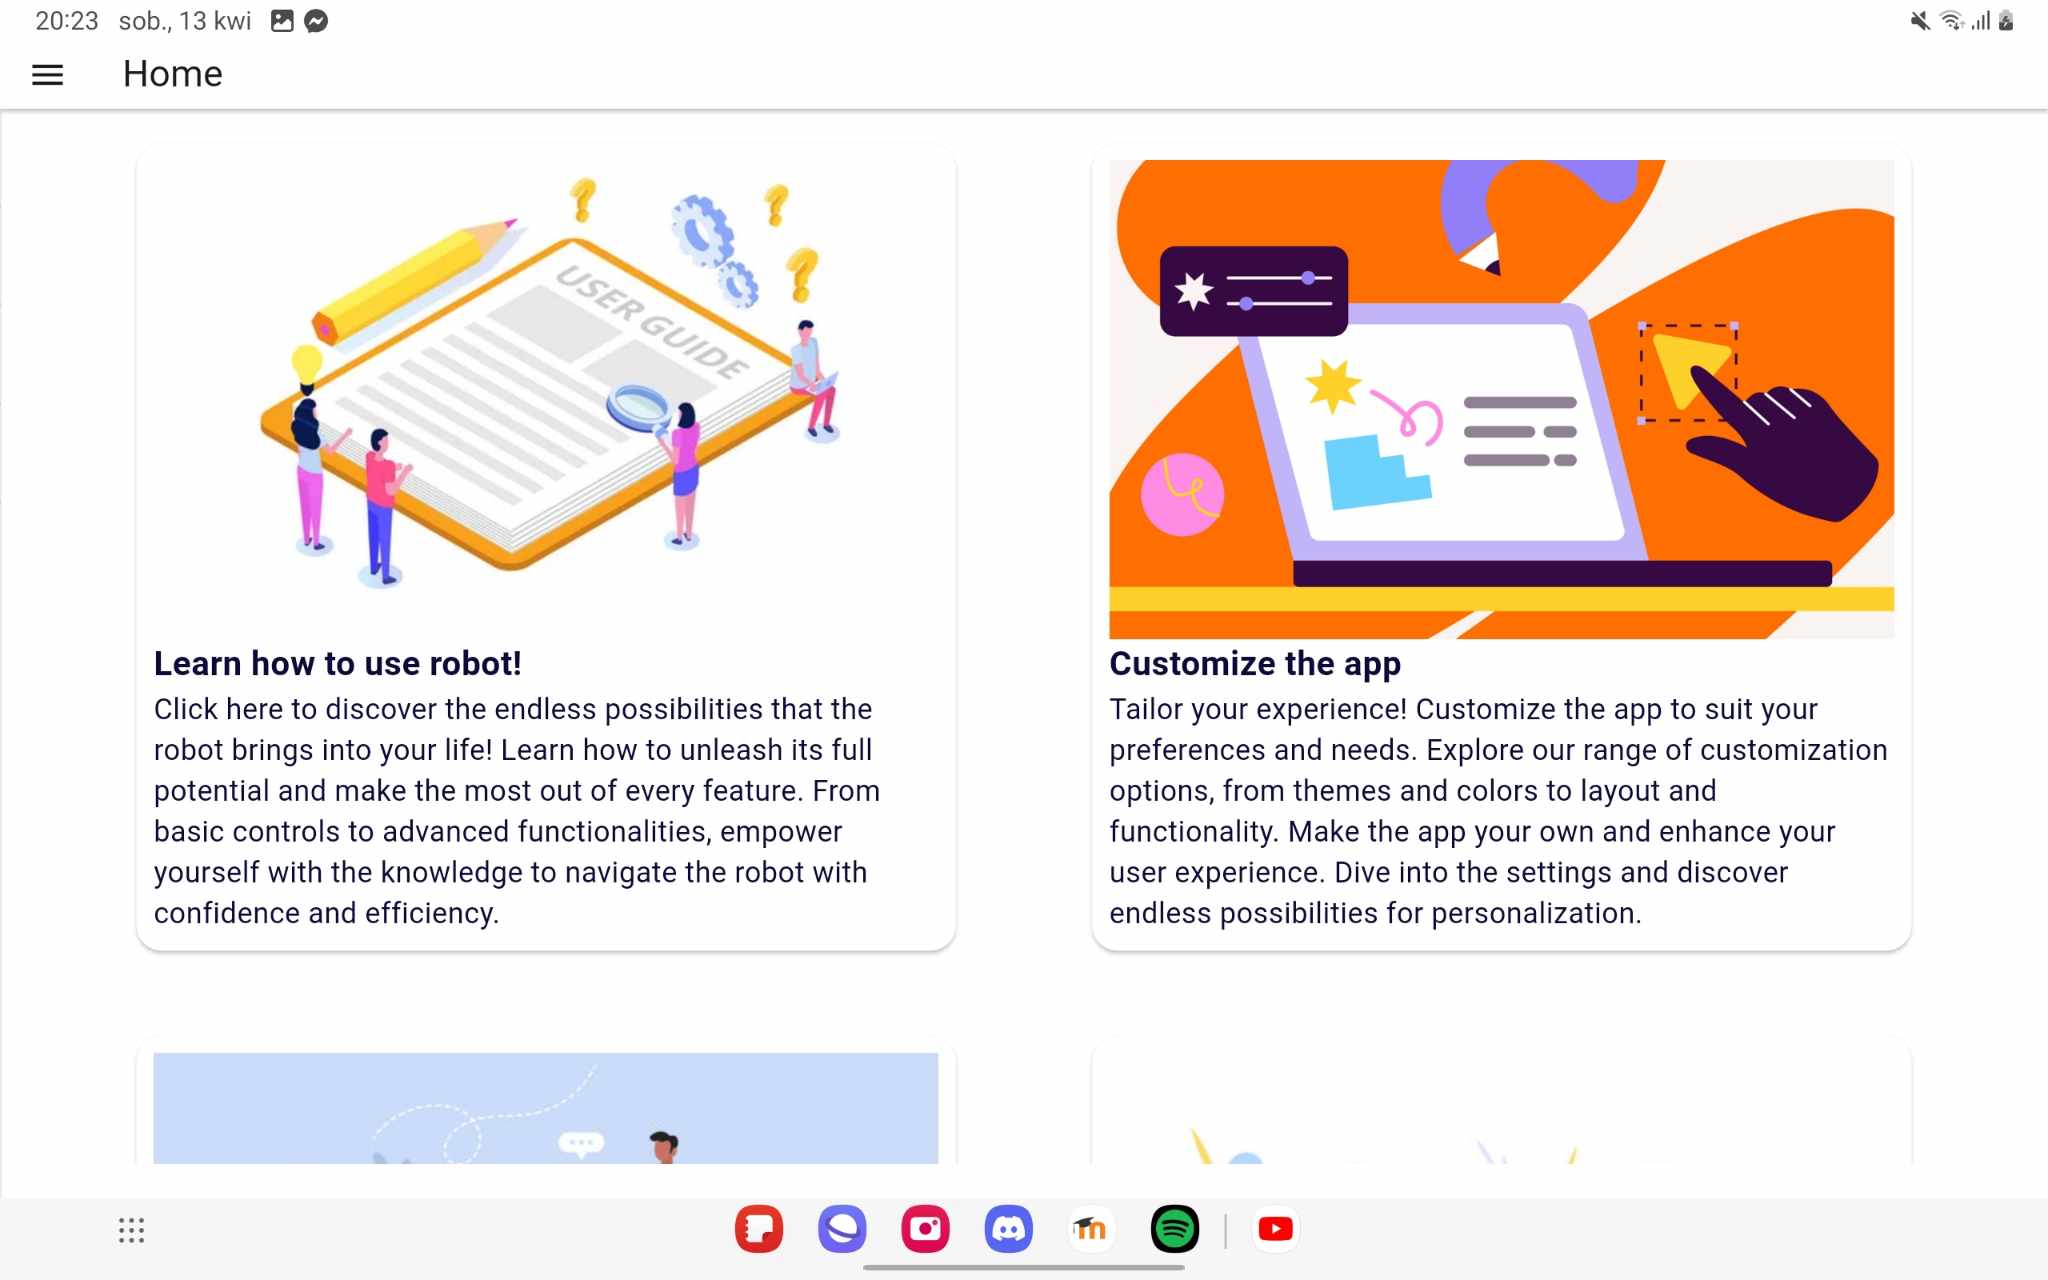 20:23 sob., 13 kwi
Home
USER GUIDE
Learn how to use robot!
Click here to discover the endless possibilities that the
robot brings into your life! Learn how to unleash its full
potential and make the most out of every feature. From
basic controls to advanced functionalities, empower
yourself with the knowledge to navigate the robot with
confidence and efficiency.
Customize the app
Tailor your experience! Customize the app to suit your
preferences and needs. Explore our range of customization
options, from themes and colors to layout and
functionality. Make the app your own and enhance your
user experience. Dive into the settings and discover
endless possibilities for personalization.